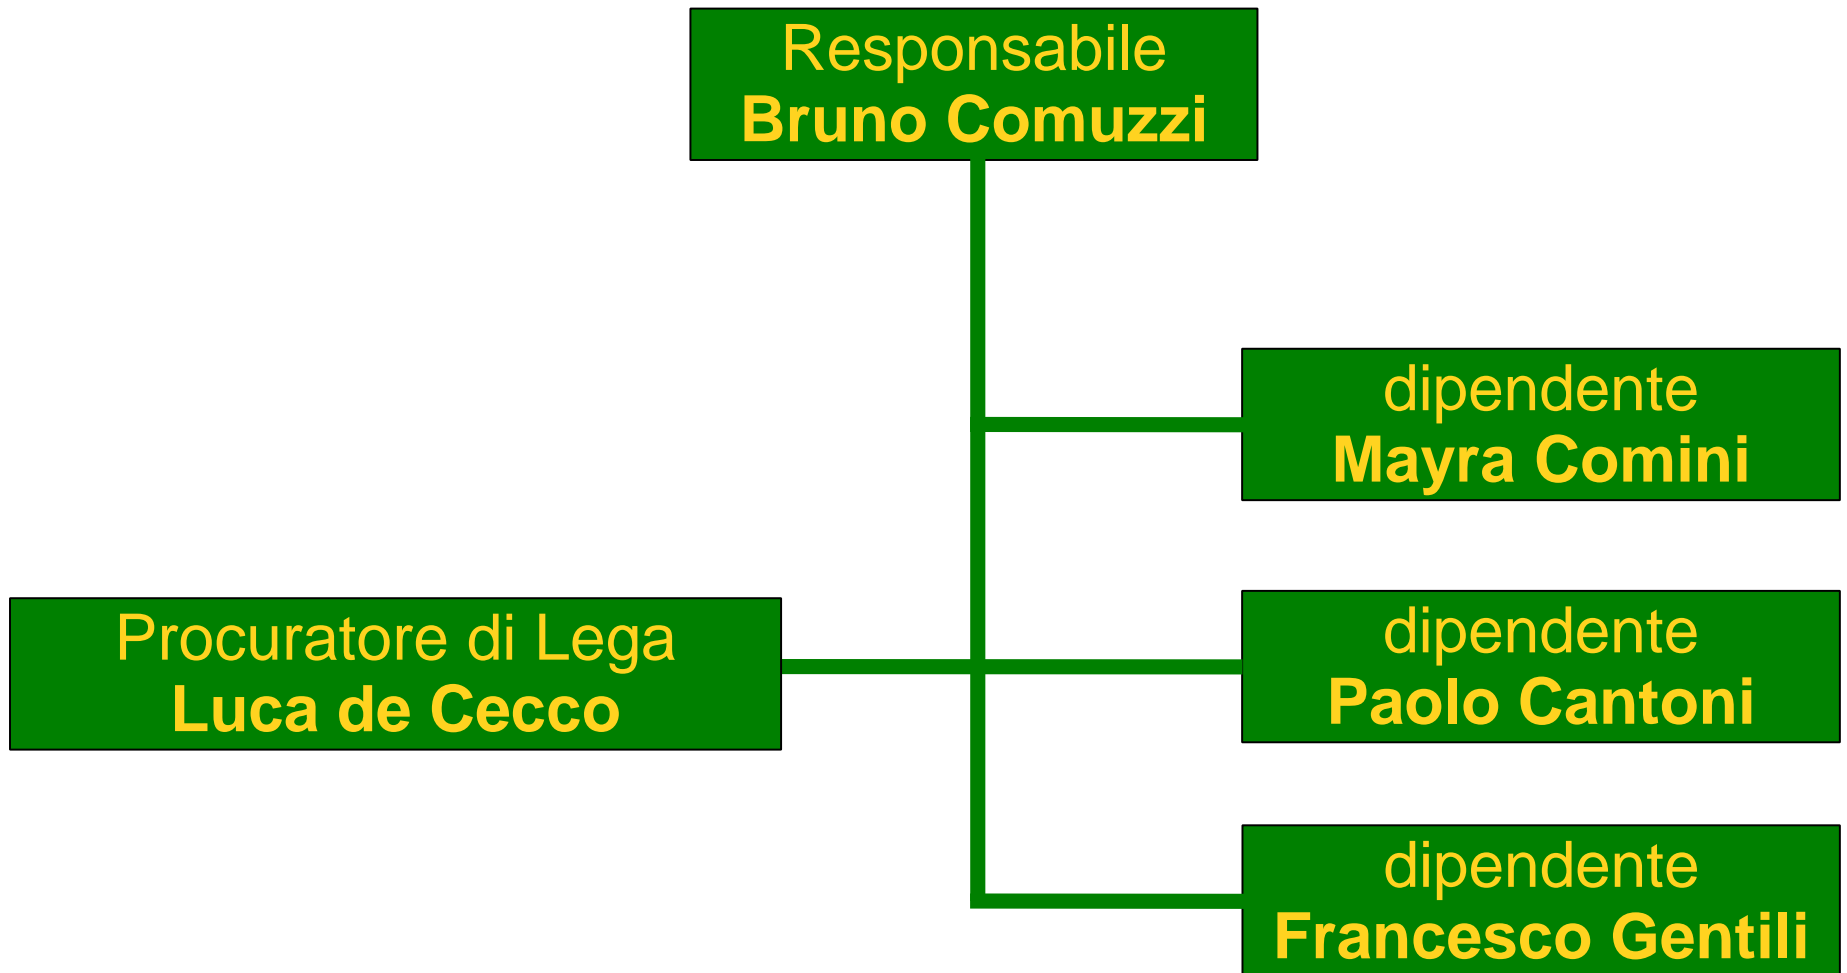 Responsabile
Bruno Comuzzi
dipendente
Mayra Comini
Procuratore di Lega
Luca de Cecco
dipendente
Paolo Cantoni
dipendente
Francesco Gentili